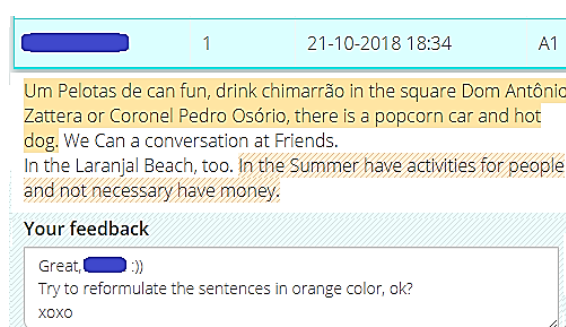 1 21-10-2018 18:34 A1
Um Pelotas de can fun, drink chimarrão in the square Dom Antônio
Zattera or Coronel Pedro Osório, there is a popcorn car and hot
dog. We Can a conversation at Friends.
In the Laranjal Beach, too. In the Summer have activities for people
and not necessary have money.
Your feedback
Great, :))
Try to reformulate the sentences in orange color, ok?
xoxo